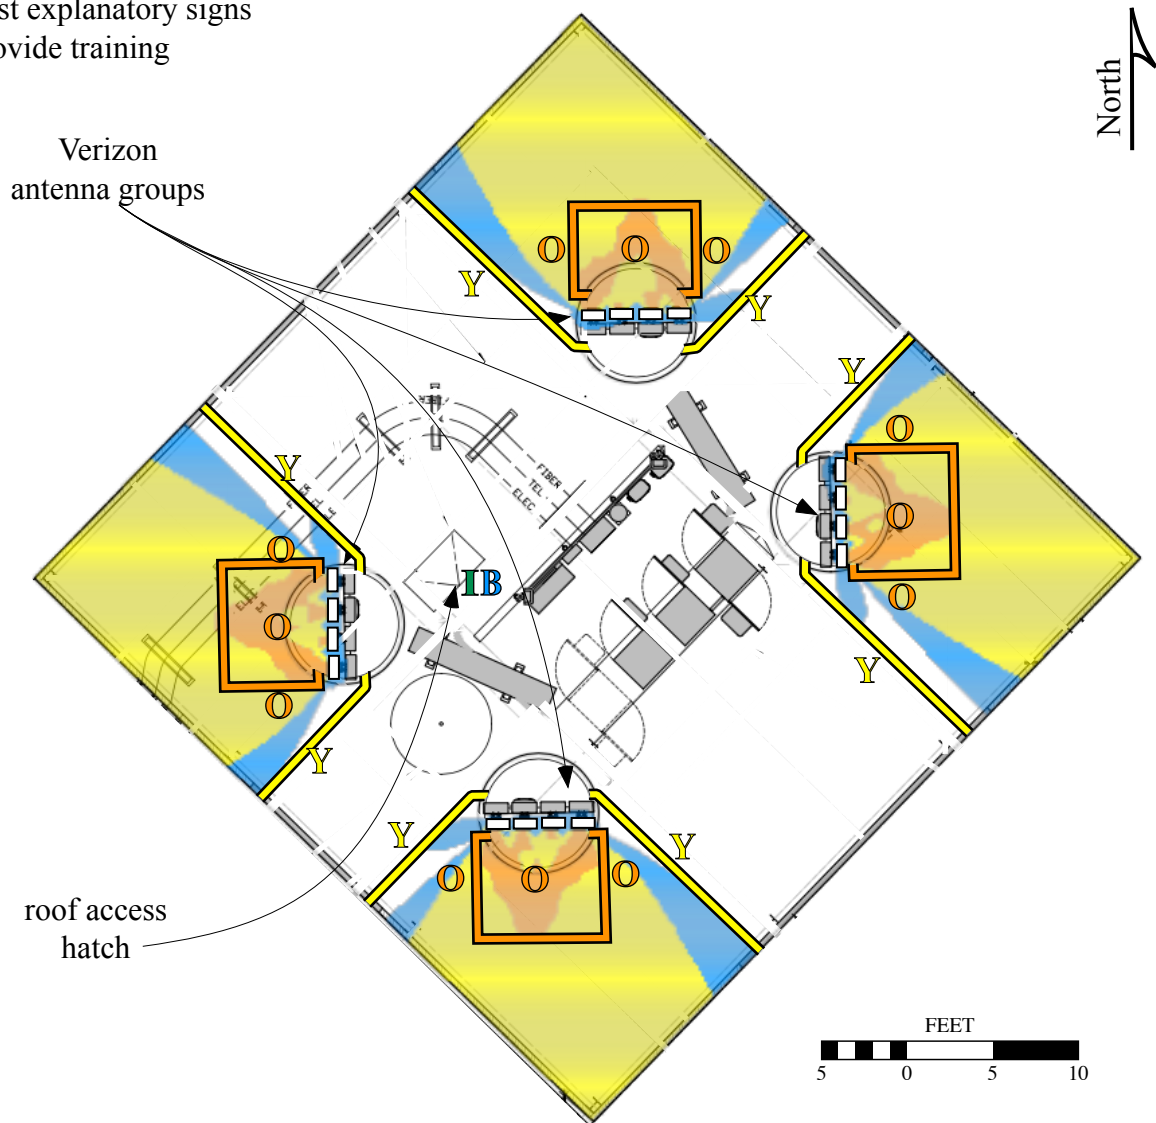 st explanatory signs
ovide training
North
Verizon
antenna groups
O O O
Y
Y
Y
O
O
O
Y
Y
FIBER
TEL
ELEC
O
O
O
Y
IB
Y
Y
O O O
roof access
hatch
FEET
5 0 5 10